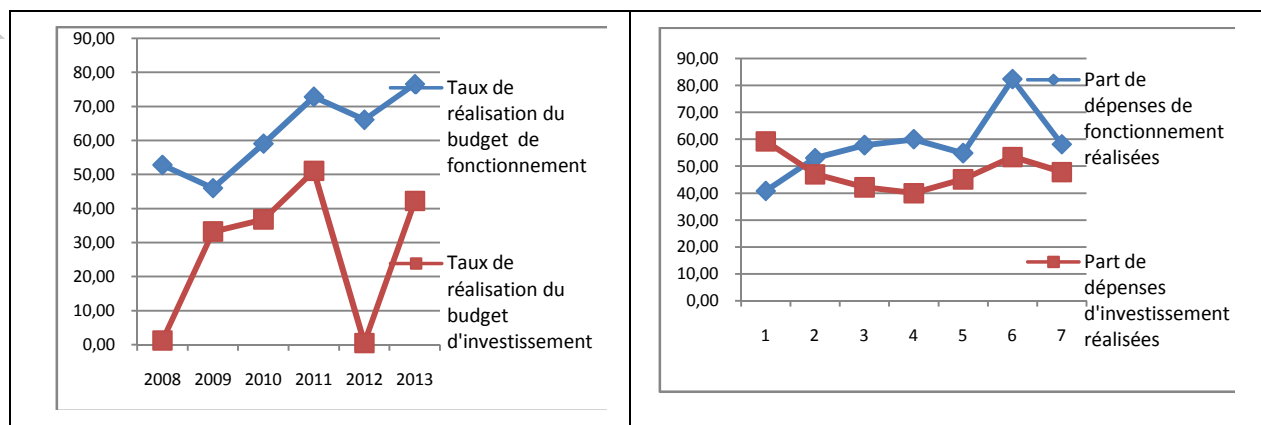 90,00
80,00
70,00
60,00
50,00
40,00
30,00
20,00
10,00
0,00
2008 2009 2010 2011 2012 2013
Taux de
réalisation du
budget de
fonctionnement
Taux de
réalisation du
budget
d'investissement
90,00
80,00
70,00
60,00
50,00
40,00
30,00
20,00
10,00
0,00
1 2 3 4 5 6 7
Part de
dépenses de
fonctionnement
réalisées
Part de
dépenses
d'investissement
réalisées